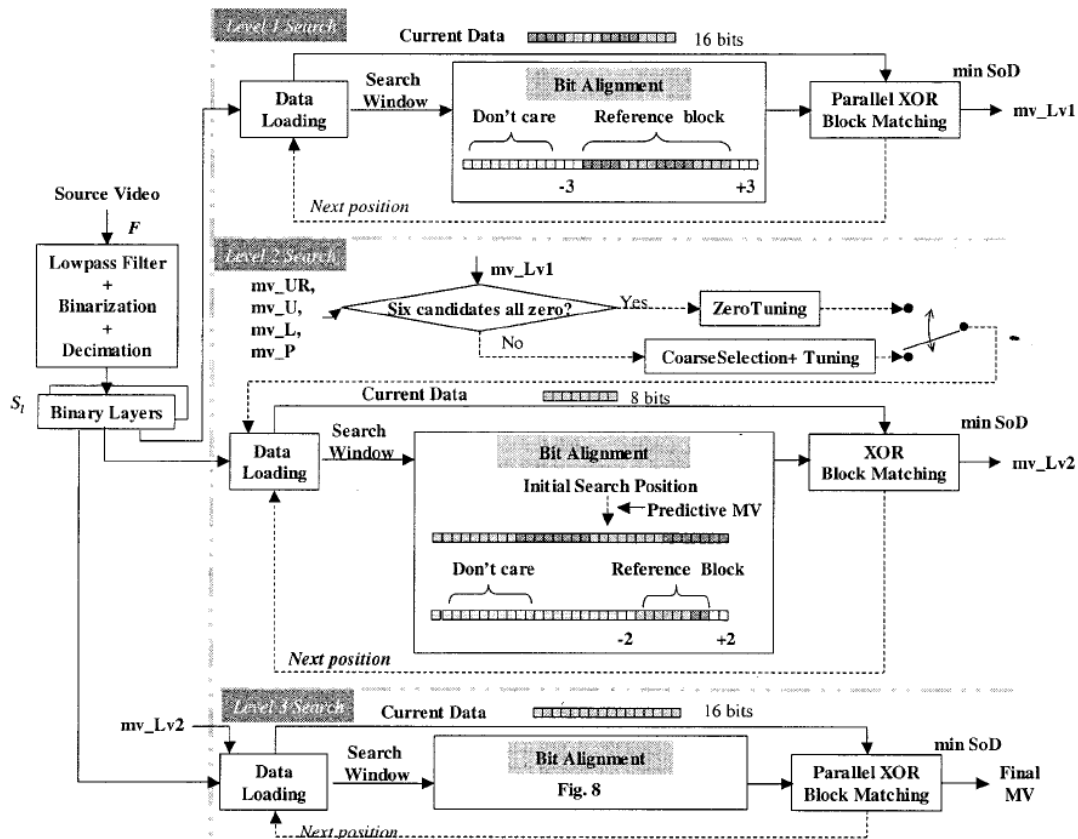 Level 1 Search
Current Data
16 bits
Data
Loading
Search
Window
Bit Alignment
Don't care
Reference block
-3
+3
Parallel XOR
Block Matching
min SoD
mv_Lv1
Next position
Source Video
F
Lowpass Filter
+
Binarization
+
Decimation
S_l
Binary Layers
Level 2 Search
mv_Lv1
mv_UR,
mv_U,
mv_L,
mv_P
Six candidates all zero?
Yes
ZeroTuning
No
CoarseSelection+ Tuning
Current Data
8 bits
Data
Loading
Search
Window
Bit Alignment
Initial Search Position
Predictive MV
Don't care
Reference Block
-2
+2
XOR
Block Matching
min SoD
mv_Lv2
Next position
Level 3 Search
mv_Lv2
Current Data
16 bits
Data
Loading
Search
Window
Bit Alignment
Fig. 8
Parallel XOR
Block Matching
min SoD
Final
MV
Next position